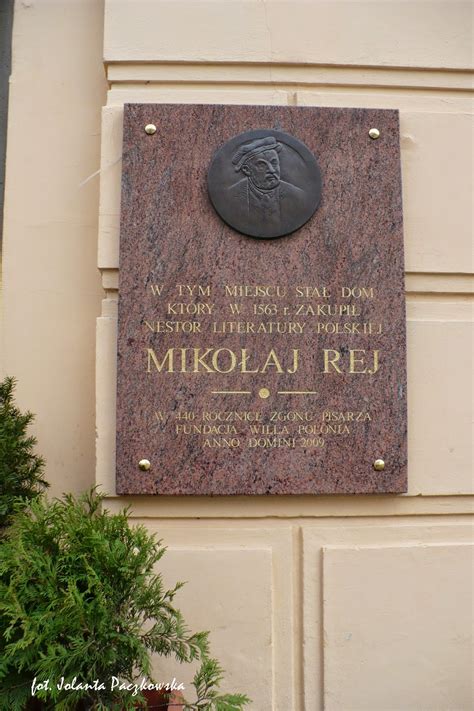 W TYM MIEJSCU STAŁ DOM
KTÓRY W 1563 r. ZAKUPIŁ
NESTOR LITERATURY POLSKIEJ
MIKOŁAJ REJ
W 440 ROCZNICE ZGONU PISARZA
FUNDACJA - WILLA POLONIA
ANNO DOMINI 2009
fot. Jolanta Paczkowska